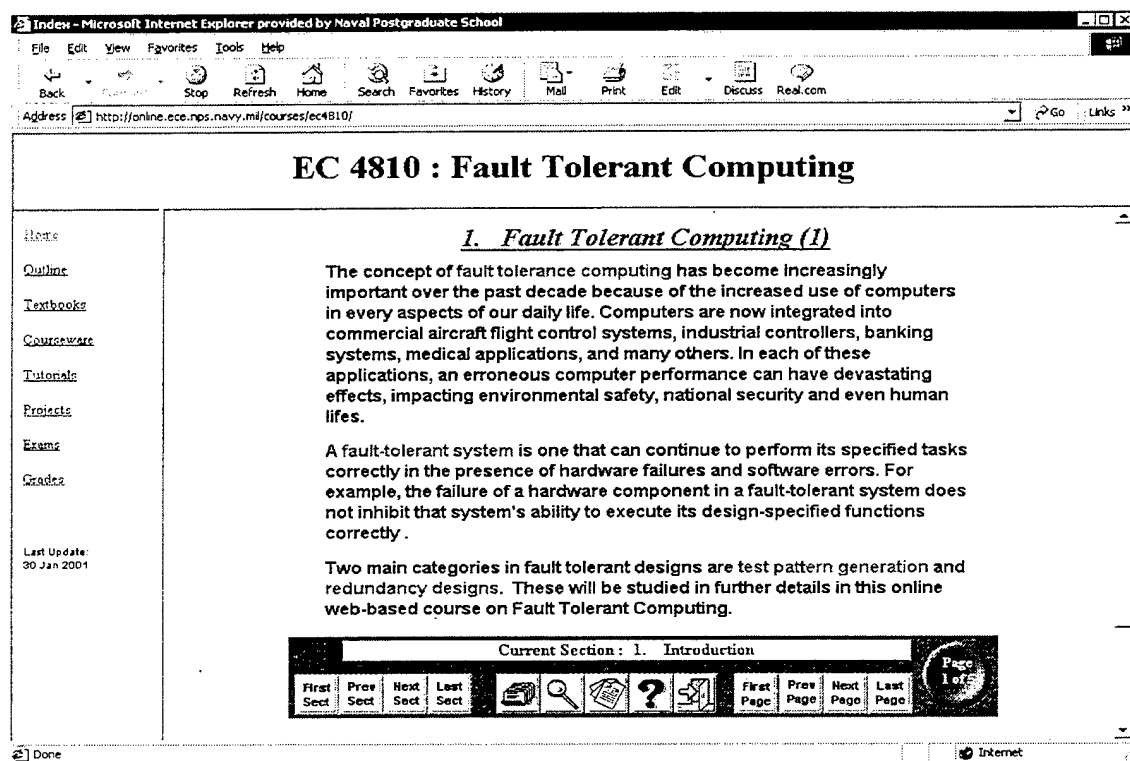 Index - Microsoft Internet Explorer provided by Naval Postgraduate School
File Edit View Favorites Tools Help
Back Stop Refresh Home Search Favorites History Mail Print Edit Discuss Real.com
Address http://online.ece.nps.navy.mil/courses/ec4810/ Go Links »
EC 4810 : Fault Tolerant Computing
Home
Outline
Textbooks
Courseware
Tutorials
Projects
Exams
Grades
Last Update:
30 Jan 2001
1. Fault Tolerant Computing (1)
The concept of fault tolerance computing has become increasingly
important over the past decade because of the increased use of computers
in every aspects of our daily life. Computers are now integrated into
commercial aircraft flight control systems, industrial controllers, banking
systems, medical applications, and many others. In each of these
applications, an erroneous computer performance can have devastating
effects, impacting environmental safety, national security and even human
lifes.
A fault-tolerant system is one that can continue to perform its specified tasks
correctly in the presence of hardware failures and software errors. For
example, the failure of a hardware component in a fault-tolerant system does
not inhibit that system's ability to execute its design-specified functions
correctly .
Two main categories in fault tolerant designs are test pattern generation and
redundancy designs. These will be studied in further details in this online
web-based course on Fault Tolerant Computing.
Current Section : 1. Introduction
Page
1 of
First Prev Next Last ? First Prev Next Last
Sect Sect Sect Sect Page Page Page Page
Done Internet